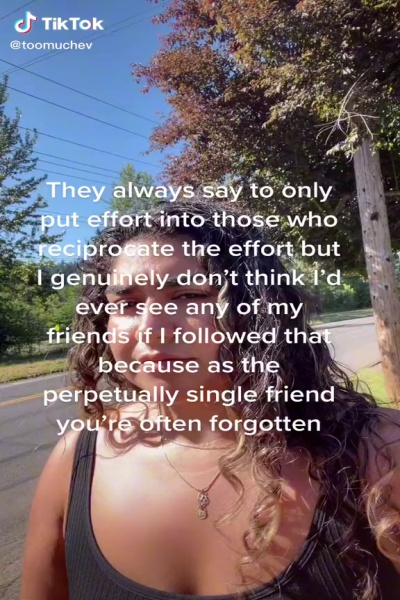 TikTok
@toomuchev
They always say to only
put effort into those who
reciprocate the effort but
I genuinely don't think I'd
ever see any of my
friends if I followed that
because as the
perpetually single friend
you're often forgotten